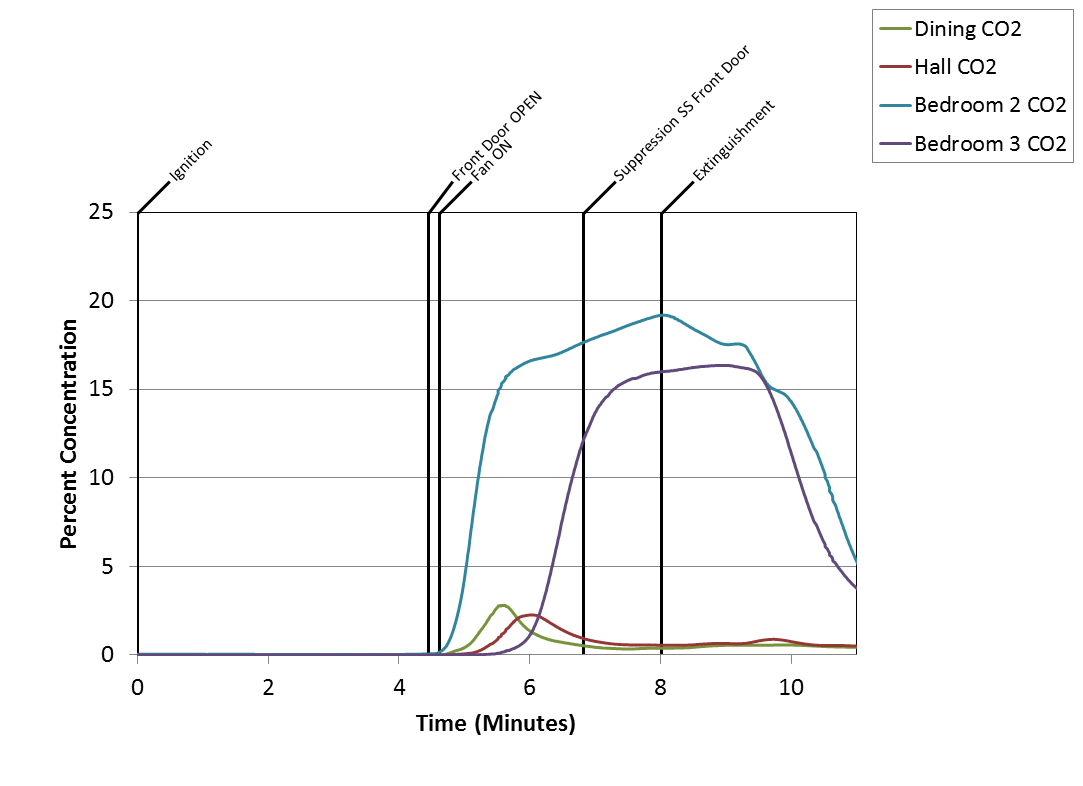 Dining CO2
Hall CO2
Bedroom 2 CO2
Bedroom 3 CO2
Ignition
Front Door OPEN
Fan ON
Suppression SS Front Door
Extinguishment
25
20
15
10
5
0
Percent Concentration
0 2 4 6 8 10
Time (Minutes)